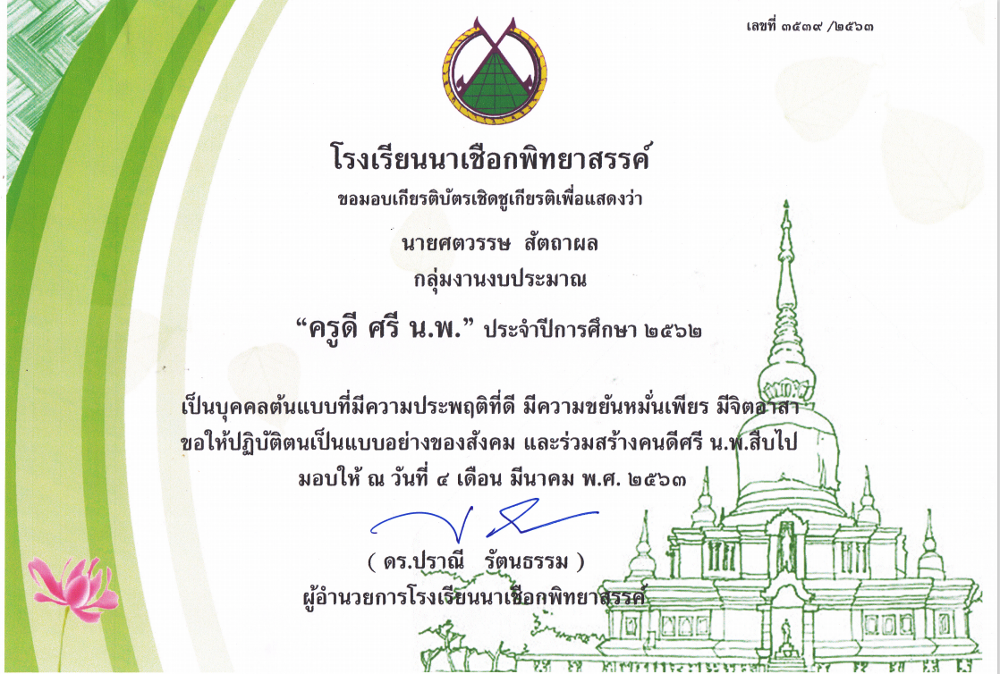 เลขที่ ๓๕๓๙ /๒๕๖๓
โรงเรียนนาเชือกพิทยาสรรค์
ขอมอบเกียรติบัตรเชิดชูเกียรติเพื่อแสดงว่า
นายศตวรรษ สัตถาผล
กลุ่มงานงบประมาณ
“ครูดี ศรี น.พ.” ประจำปีการศึกษา ๒๕๖๒
เป็นบุคคลต้นแบบที่มีความประพฤติที่ดี มีความขยันหมั่นเพียร มีจิตอาสา
ขอให้ปฏิบัติตนเป็นแบบอย่างของสังคม และร่วมสร้างคนดีศรี น.พ.สืบไป
มอบให้ ณ วันที่ ๔ เดือน มีนาคม พ.ศ. ๒๕๖๓
( ดร.ปราณี รัตนธรรม )
ผู้อำนวยการโรงเรียนนาเชือกพิทยาสรรค์